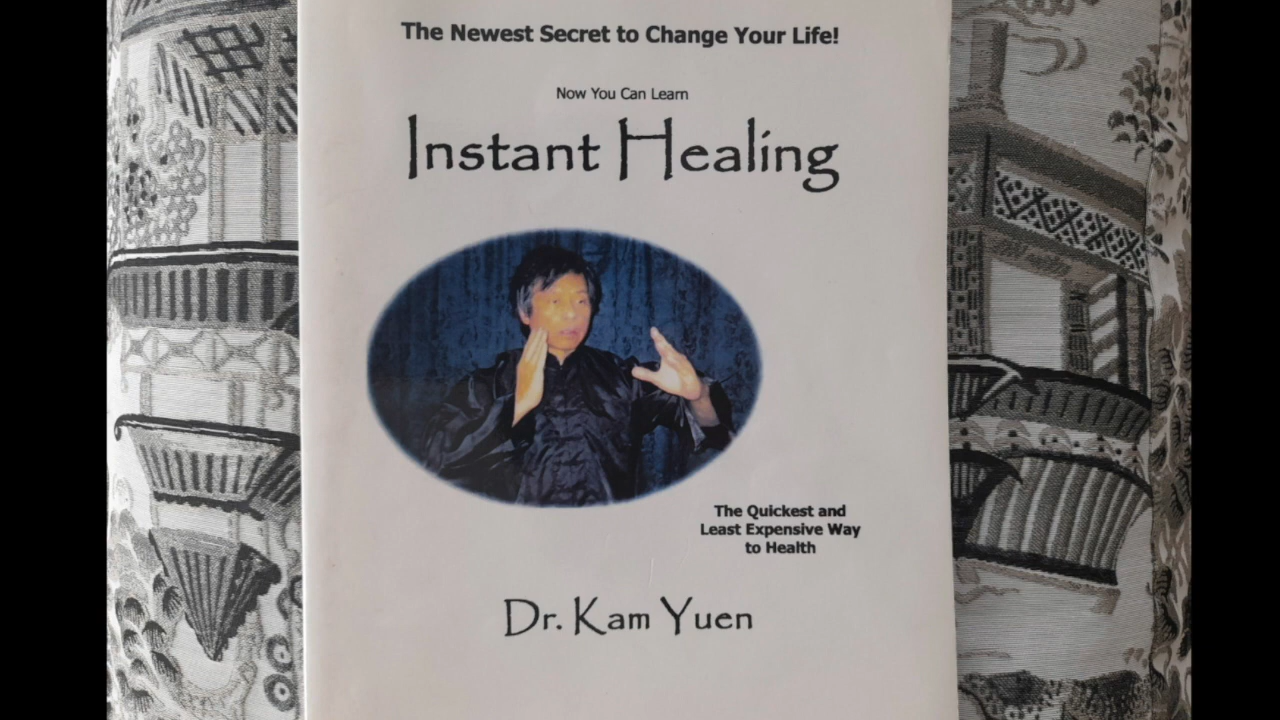 The Newest Secret to Change Your Life!
Now You Can Learn
Instant Healing
The Quickest and
Least Expensive Way
to Health
Dr. Kam Yuen